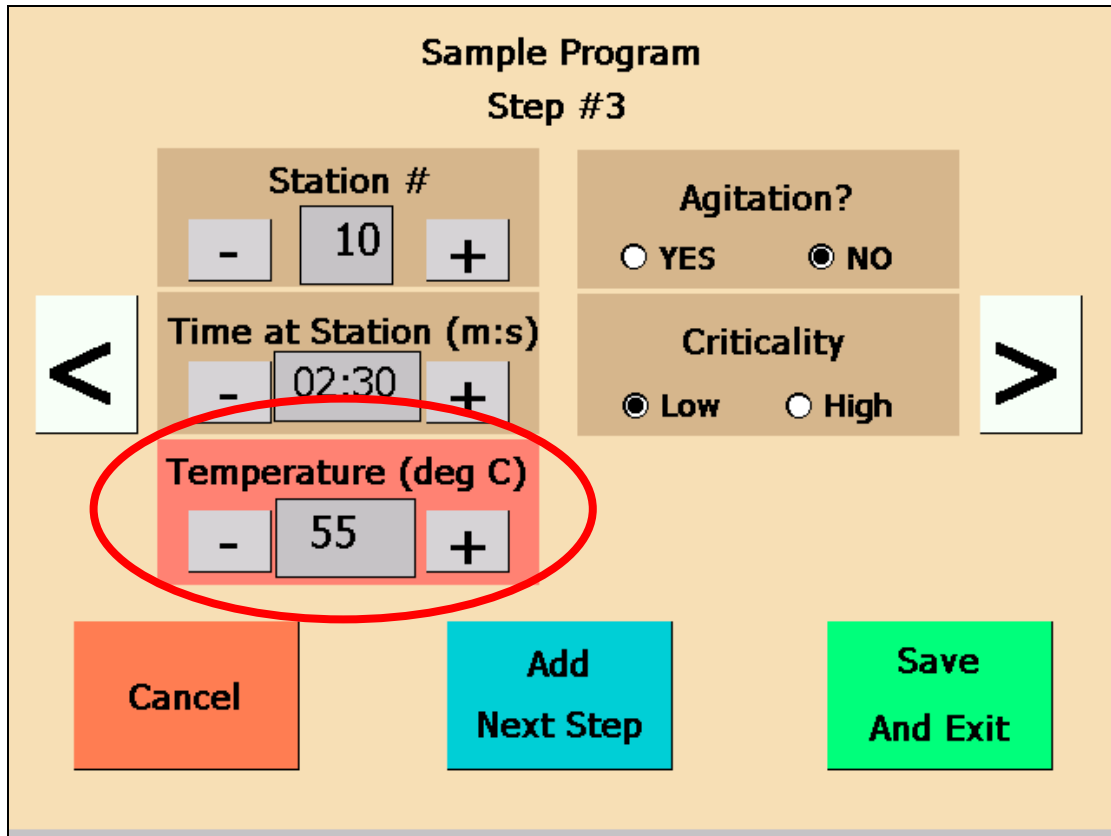 Sample Program
Step #3
Station #
- 10 +
Agitation?
YES NO
Time at Station (m:s)
- 02:30 +
Criticality
Low High
< >
Temperature (deg C)
- 55 +
Cancel
Add
Next Step
Save
And Exit